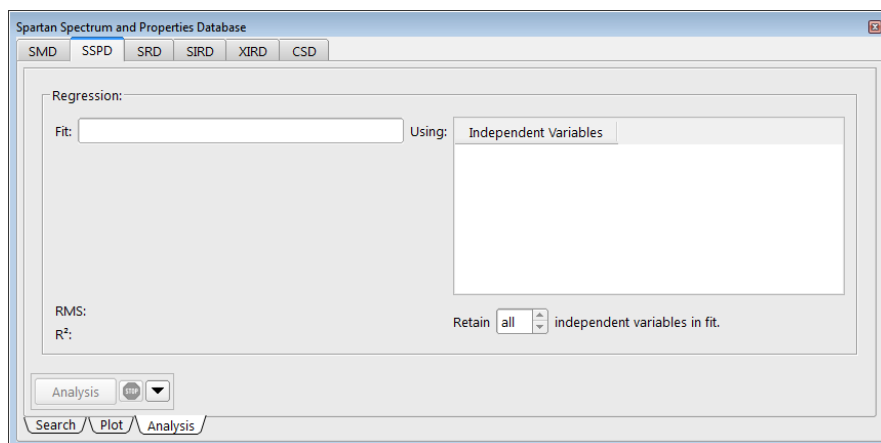 Spartan Spectrum and Properties Database
SMD SSPD SRD SIRD XIRD CSD
Regression:
Fit: Using: Independent Variables
RMS:
R²:
Retain all independent variables in fit.
Analysis STOP
Search Plot Analysis